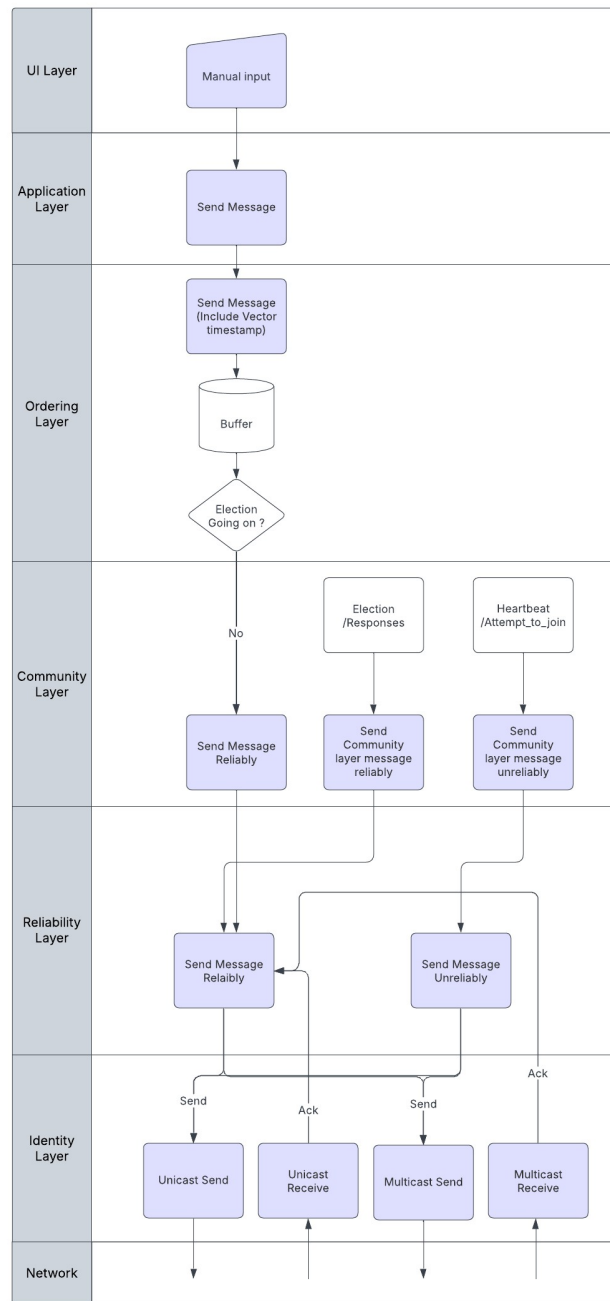 UI Layer
Manual input
Application
Layer
Send Message
Ordering
Layer
Send Message
(Include Vector
timestamp)
Buffer
Election
Going on ?
Community
Layer
No
Election
/Responses
Heartbeat
/Attempt_to_join
Send Message
Reliably
Send
Community
layer message
reliably
Send
Community
layer message
unreliably
Reliability
Layer
Send Message
Relaibly
Send Message
Unreliably
Identity
Layer
Send
Ack
Send
Ack
Unicast Send
Unicast
Receive
Multicast Send
Multicast
Receive
Network